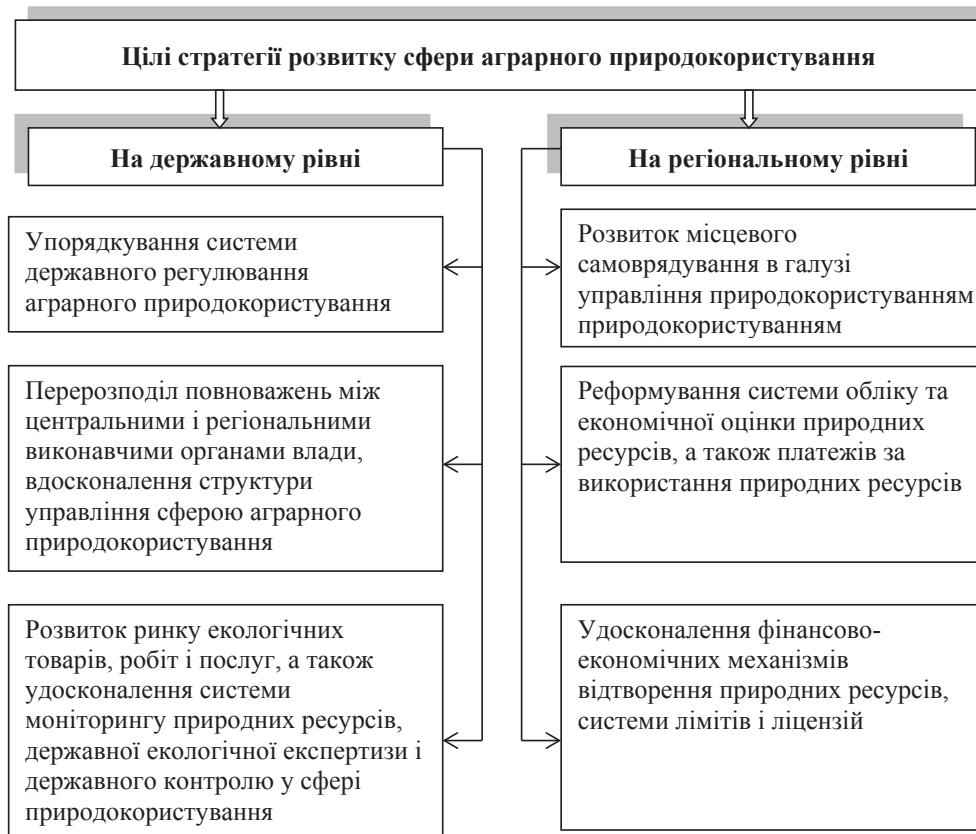 Цілі стратегії розвитку сфери аграрного природокористування
На державному рівні
На регіональному рівні
Упорядкування системи
державного регулювання
аграрного природокористування
Розвиток місцевого
самоврядування в галузі
управління природокористуванням
природокористуванням
Перерозподіл повноважень між
центральними і регіональними
виконавчими органами влади,
вдосконалення структури
управління сферою аграрного
природокористування
Реформування системи обліку та
економічної оцінки природних
ресурсів, а також платежів за
використання природних ресурсів
Розвиток ринку екологічних
товарів, робіт і послуг, а також
удосконалення системи
моніторингу природних ресурсів,
державної екологічної експертизи і
державного контролю у сфері
природокористування
Удосконалення фінансово-
економічних механізмів
відтворення природних ресурсів,
системи лімітів і ліцензій